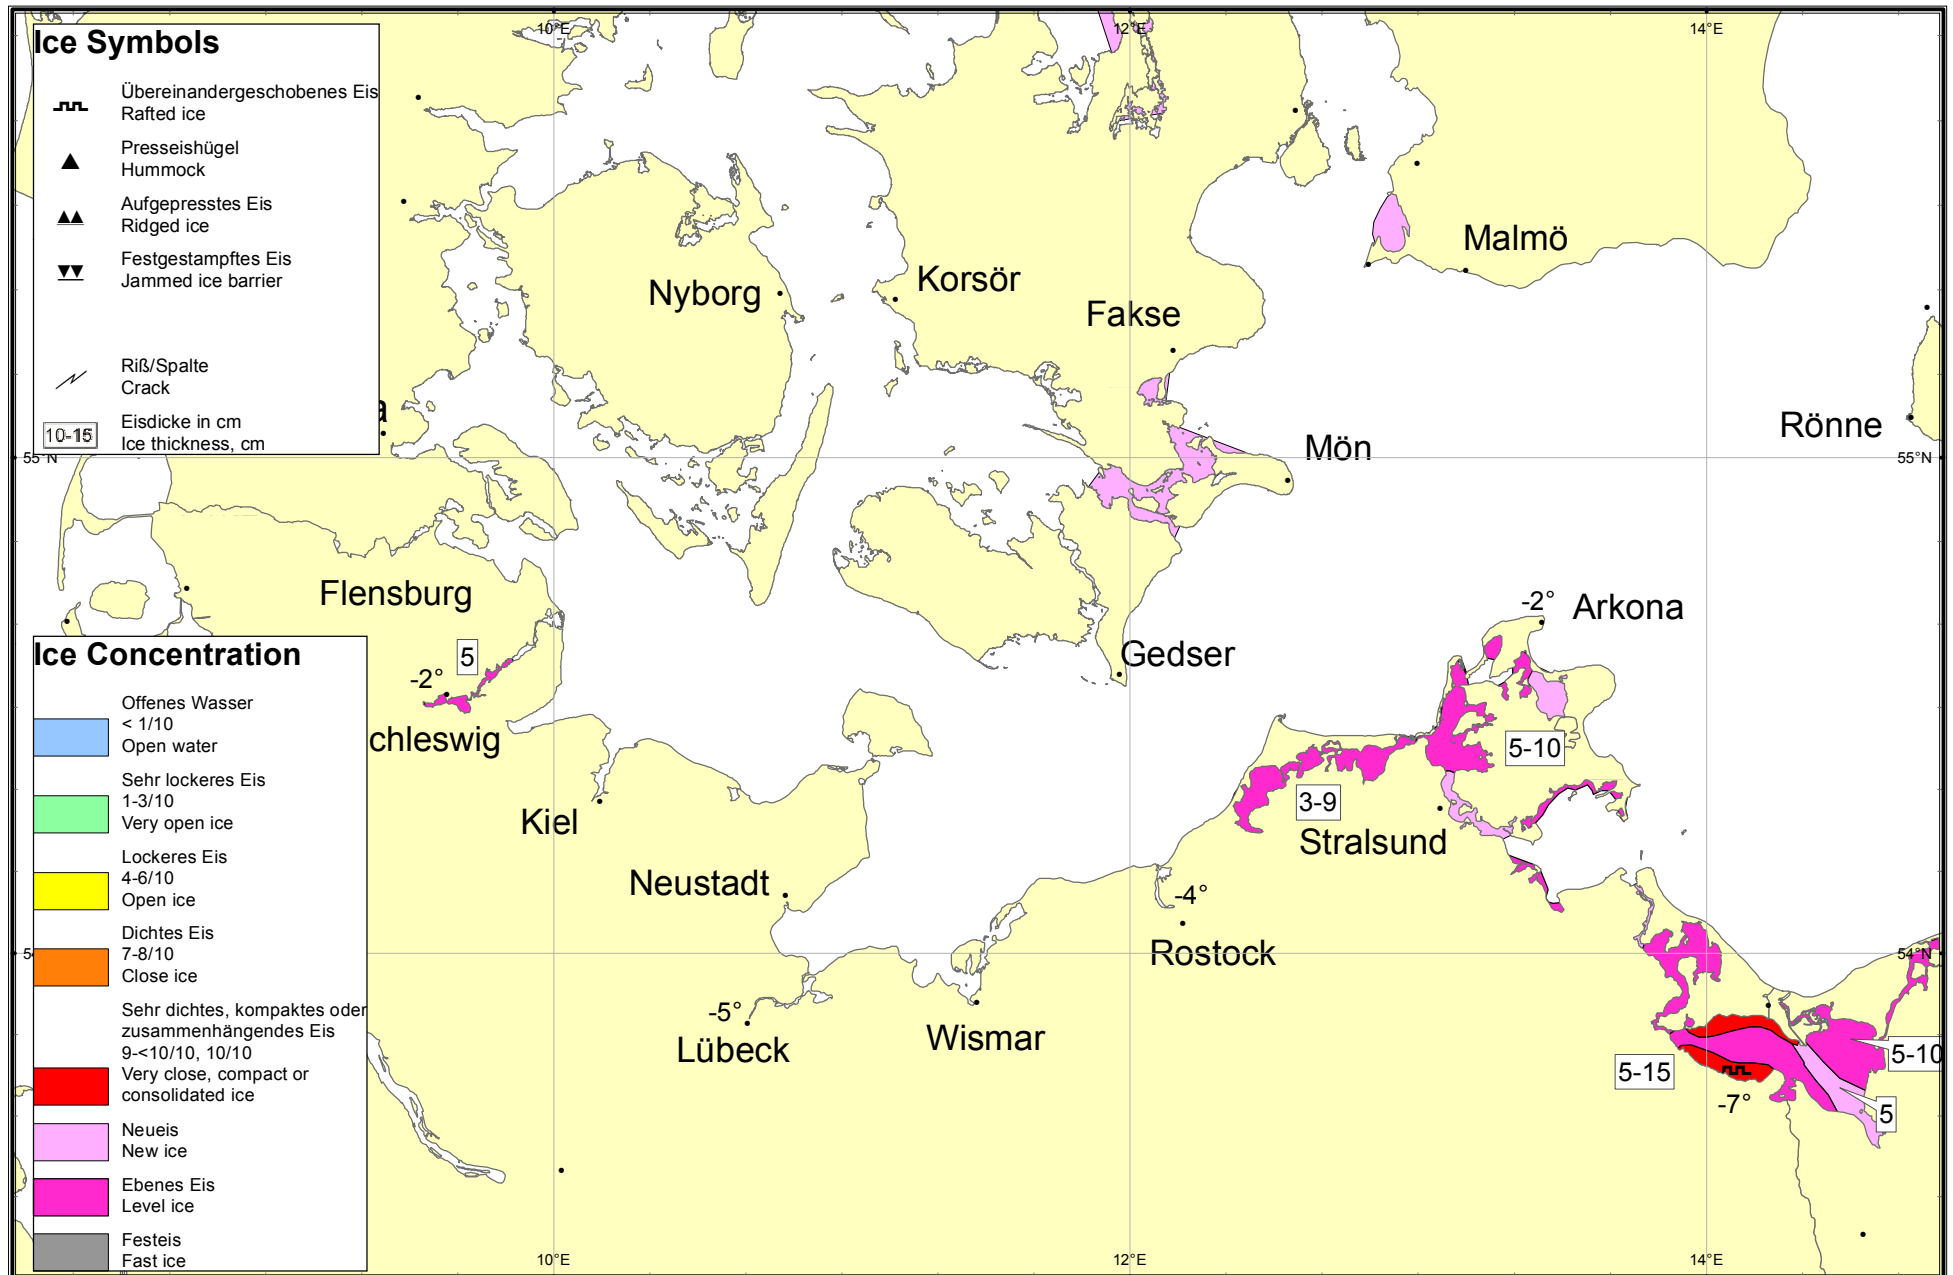 Ice Symbols
Übereinandergeschobenes Eis
Rafted ice
Presseishügel
Hummock
Aufgepresstes Eis
Ridged ice
Festgestampftes Eis
Jammed ice barrier
Riß/Spalte
Crack
10-15
Eisdicke in cm
Ice thickness, cm
10°E
12°E
14°E
Malmö
Nyborg
Korsör
Fakse
a
Rönne
Mön
55°N
55°N
Flensburg
-2°
Arkona
5
-2°
Gedser
chleswig
5-10
3-9
Kiel
Stralsund
Neustadt
-4°
Rostock
5
54°N
-5°
Lübeck
Wismar
5-10
5-15
-7°
5
Ice Concentration
Offenes Wasser
< 1/10
Open water
Sehr lockeres Eis
1-3/10
Very open ice
Lockeres Eis
4-6/10
Open ice
Dichtes Eis
7-8/10
Close ice
Sehr dichtes, kompaktes oder
zusammenhängendes Eis
9-<10/10, 10/10
Very close, compact or
consolidated ice
Neueis
New ice
Ebenes Eis
Level ice
Festeis
Fast ice
10°E
12°E
14°E